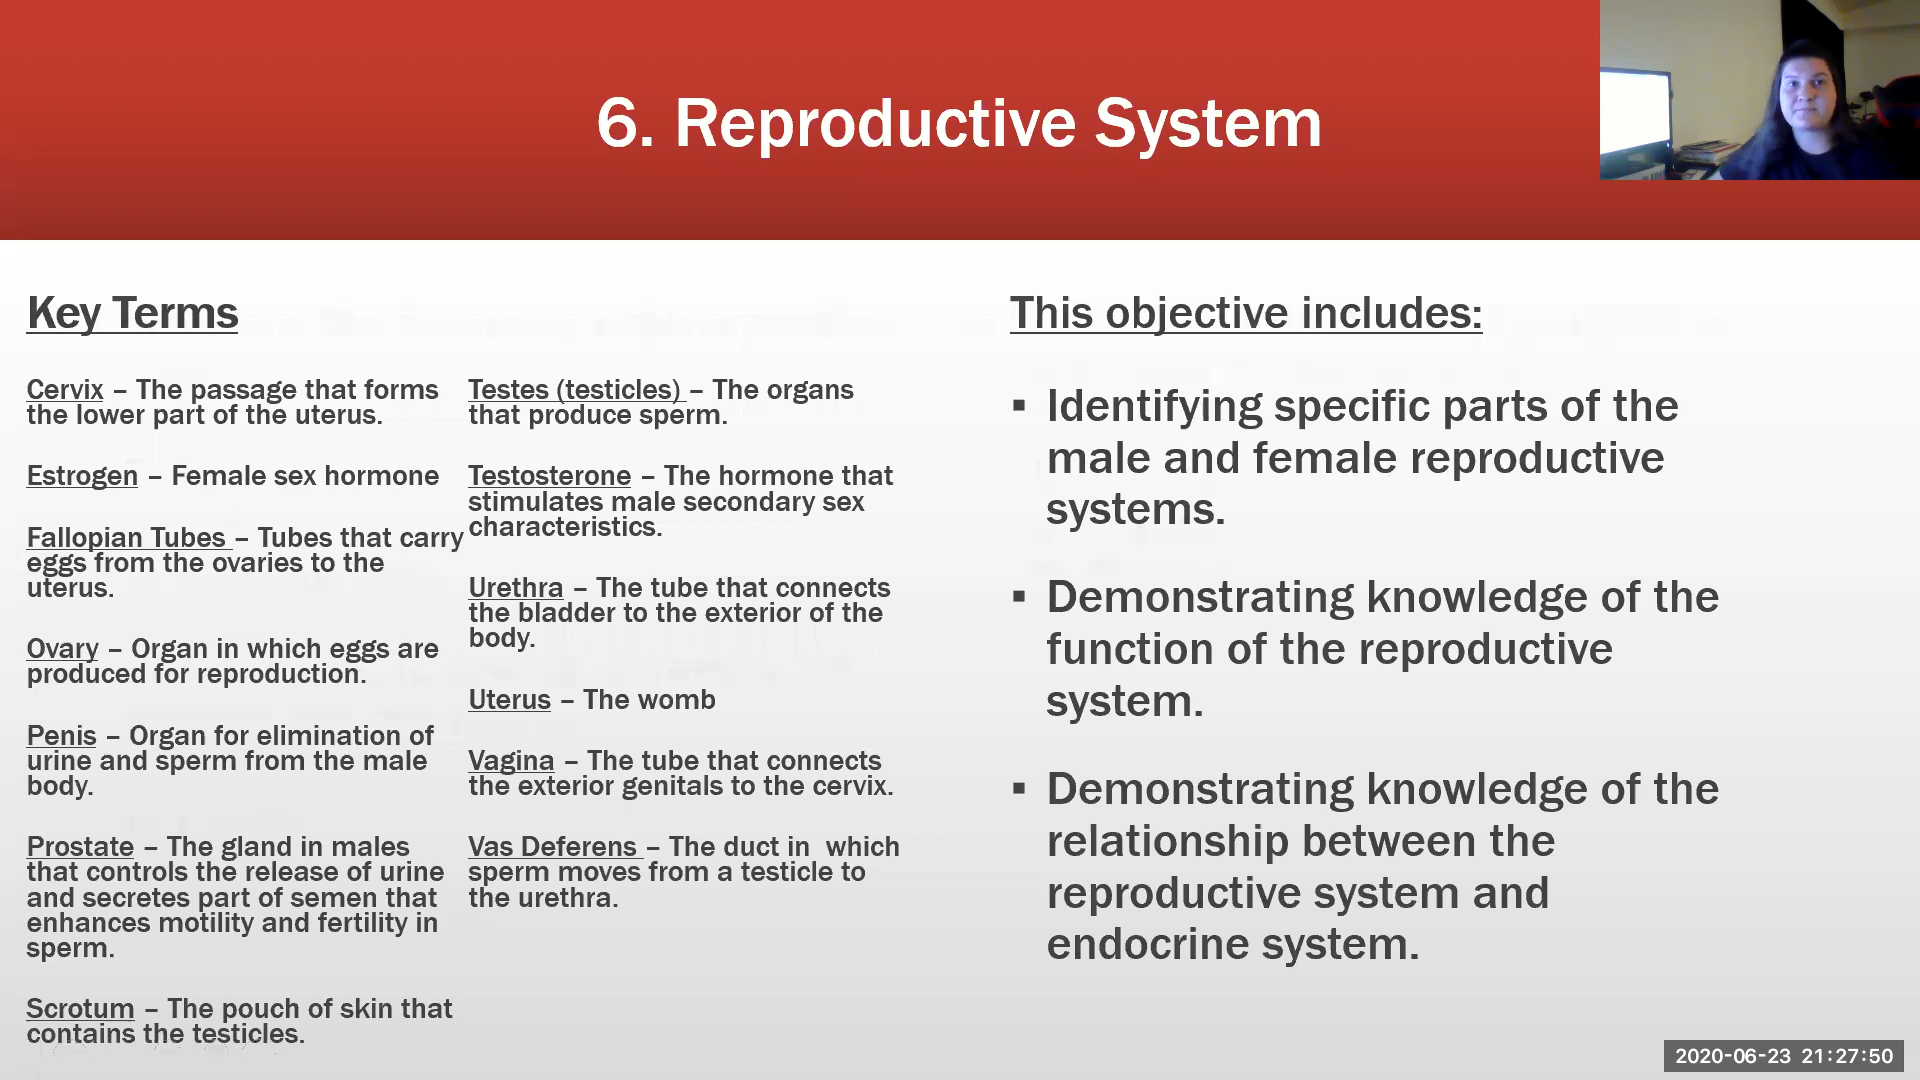 6. Reproductive System
Key Terms
Cervix – The passage that forms
the lower part of the uterus.
Estrogen – Female sex hormone
Fallopian Tubes – Tubes that carry
eggs from the ovaries to the
uterus.
Ovary – Organ in which eggs are
produced for reproduction.
Penis – Organ for elimination of
urine and sperm from the male
body.
Prostate – The gland in males
that controls the release of urine
and secretes part of semen that
enhances motility and fertility in
sperm.
Scrotum – The pouch of skin that
contains the testicles.
Testes (testicles) – The organs
that produce sperm.
Testosterone – The hormone that
stimulates male secondary sex
characteristics.
Urethra – The tube that connects
the bladder to the exterior of the
body.
Uterus – The womb
Vagina – The tube that connects
the exterior genitals to the cervix.
Vas Deferens – The duct in  which
sperm moves from a testicle to
the urethra.
This objective includes:
▪ Identifying specific parts of the
male and female reproductive
systems.
▪ Demonstrating knowledge of the
function of the reproductive
system.
▪ Demonstrating knowledge of the
relationship between the
reproductive system and
endocrine system.
2020-06-23 21:27:50